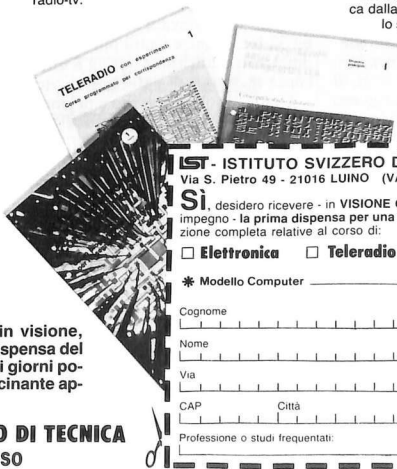 radio-tv.
ca dalla
lo s
TELERADIO con esperimenti
Corso programmato per corrispondenza
1
1
IST - ISTITUTO SVIZZERO D
Via S. Pietro 49 - 21016 LUINO (VA
Sì, desidero ricevere - in VISIONE
impegno - la prima dispensa per una
zione completa relative al corso di:
□ Elettronica □ Teleradio
✱ Modello Computer
Cognome
Nome
Via
CAP Città
Professione o studi frequentati:
in visione,
spensa del
i giorni po-
cinante ap-
O DI TECNICA
SO